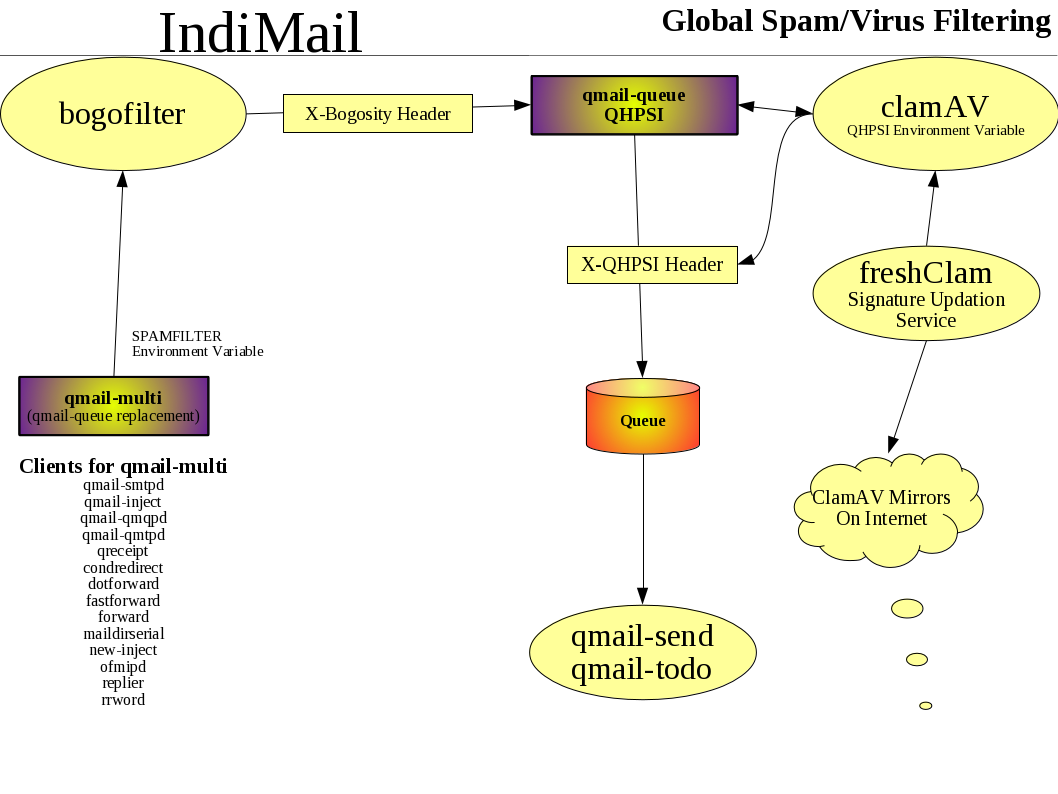 IndiMail
Global Spam/Virus Filtering
bogofilter
X-Bogosity Header
qmail-queue
QHPSI
clamAV
QHPSI Environment Variable
X-QHPSI Header
freshClam
Signature Updation
Service
SPAMFILTER
Environment Variable
qmail-multi
(qmail-queue replacement)
Queue
Clients for qmail-multi
qmail-smtpd
qmail-inject
qmail-qmqpd
qmail-qmtpd
qreceipt
condredirect
dotforward
fastforward
forward
maildirserial
new-inject
ofmipd
replier
rrword
ClamAV Mirrors
On Internet
qmail-send
qmail-todo